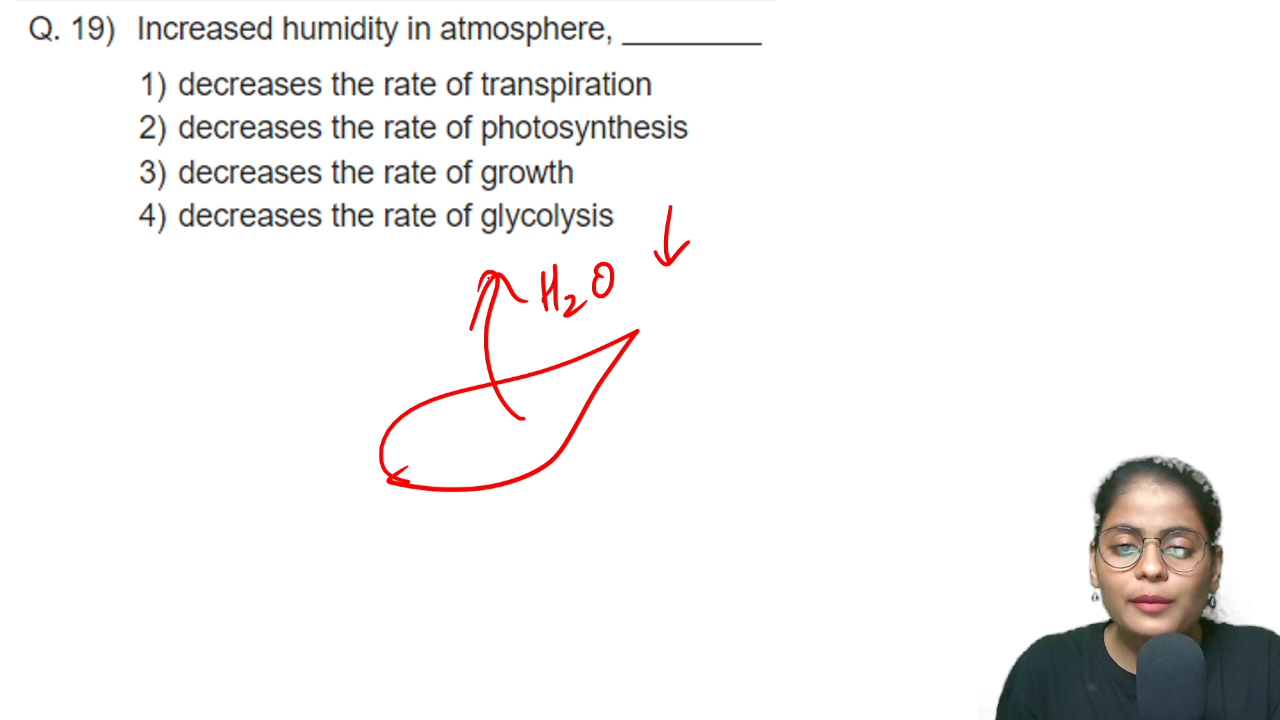 Q. 19) Increased humidity in atmosphere, ________
1) decreases the rate of transpiration
2) decreases the rate of photosynthesis
3) decreases the rate of growth
4) decreases the rate of glycolysis
H₂O